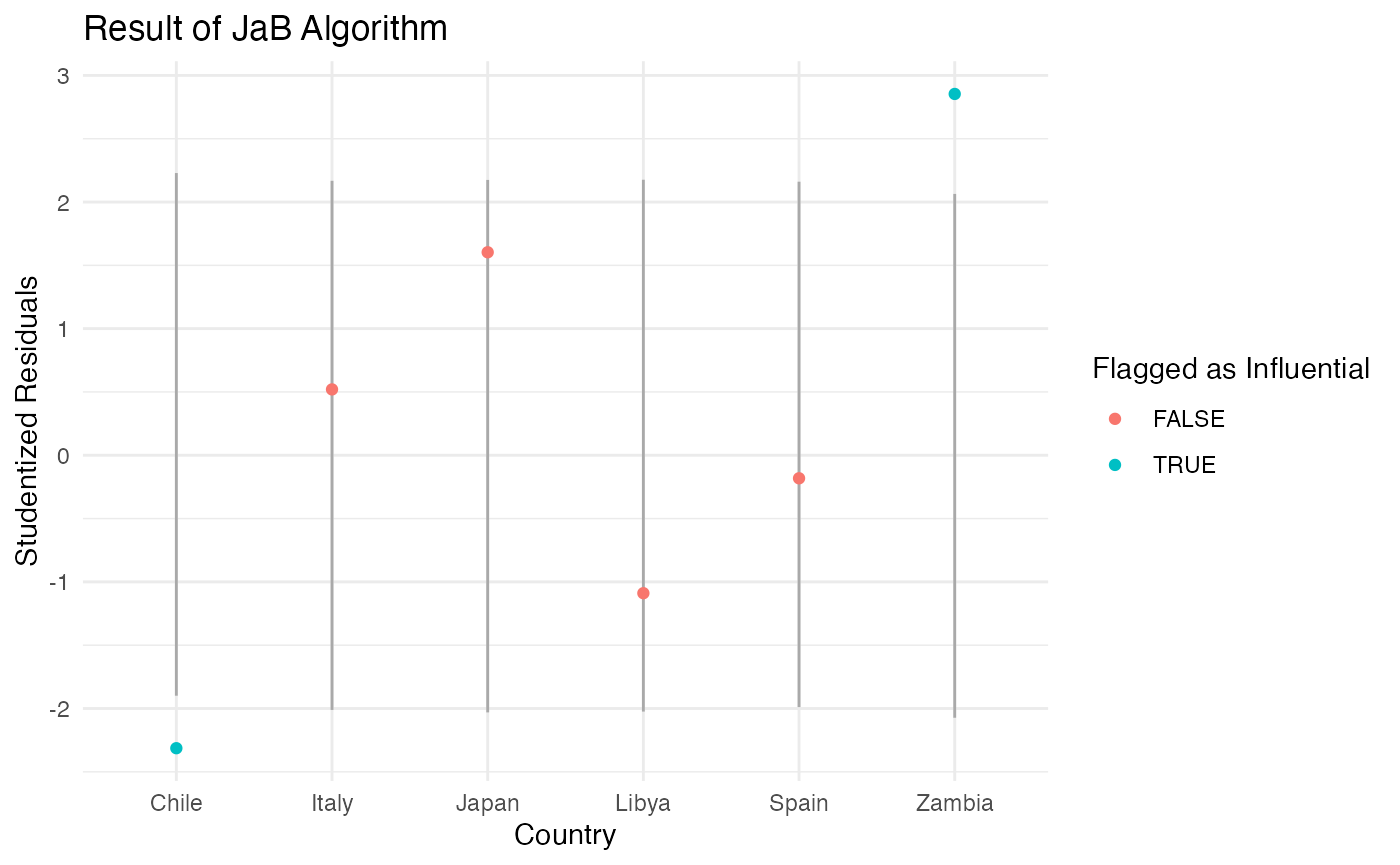 Result of JaB Algorithm
Studentized Residuals
3
2
1
0
-1
-2
Chile Italy Japan Libya Spain Zambia
Country
Flagged as Influential
FALSE
TRUE